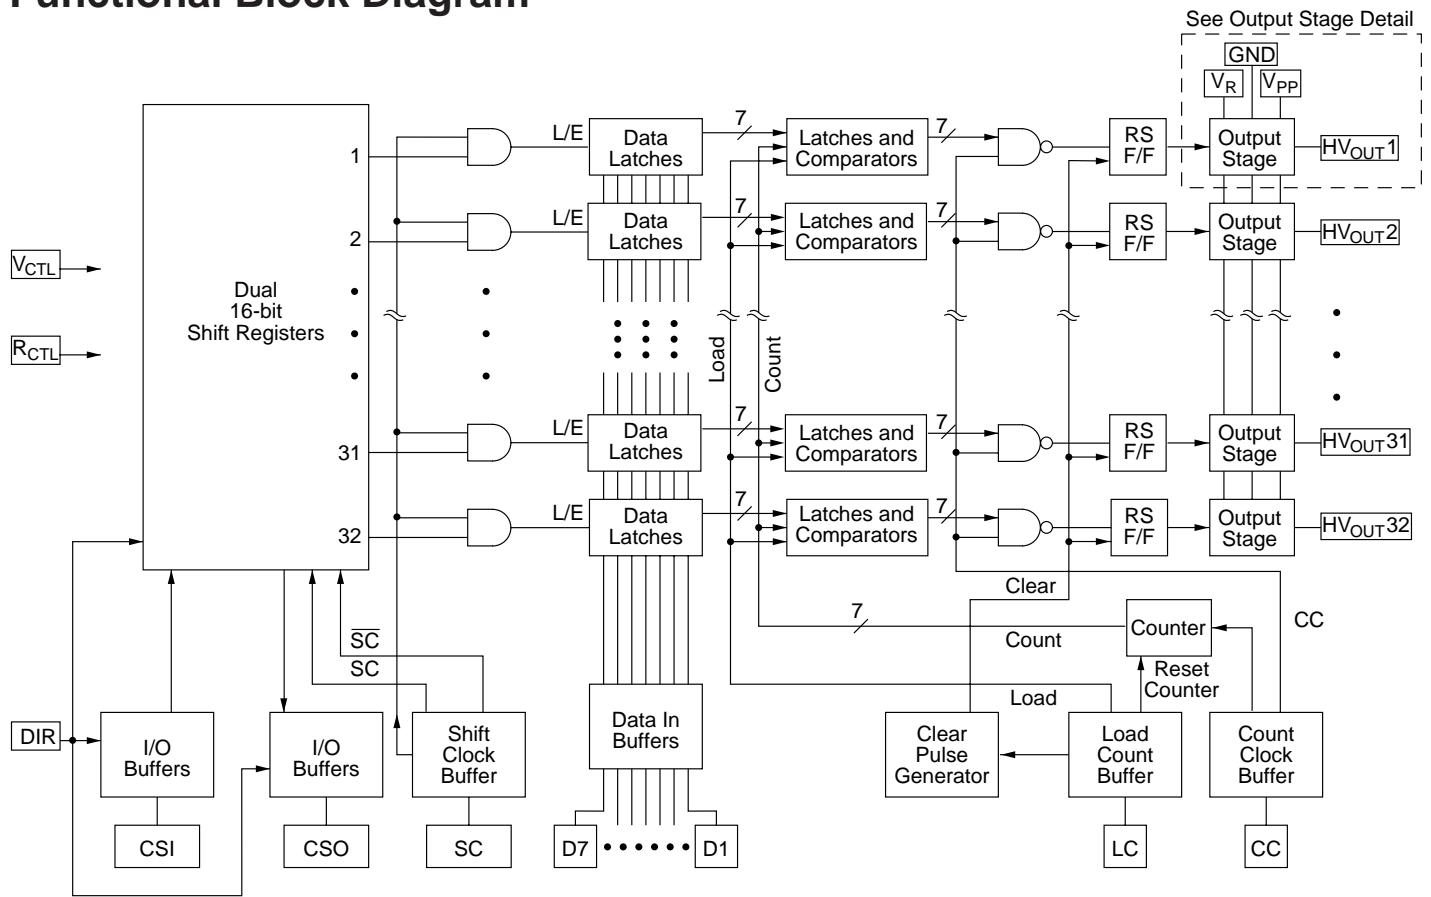 Functional Block Diagram
See Output Stage Detail
GND
VR
VPP
1
L/E
Data
Latches
7
Latches and
Comparators
7
RS
F/F
Output
Stage
HVOUT1
2
L/E
Data
Latches
7
Latches and
Comparators
7
RS
F/F
Output
Stage
HVOUT2
VCTL
RCTL
Dual
16-bit
Shift Registers
Load
Count
31
L/E
Data
Latches
7
Latches and
Comparators
7
RS
F/F
Output
Stage
HVOUT31
32
L/E
Data
Latches
7
Latches and
Comparators
7
RS
F/F
Output
Stage
HVOUT32
Clear
7
Count
Counter
CC
SC
SC
Reset
Counter
Load
DIR
I/O
Buffers
I/O
Buffers
Shift
Clock
Buffer
Data In
Buffers
Clear
Pulse
Generator
Load
Count
Buffer
Count
Clock
Buffer
CSI
CSO
SC
D7
D1
LC
CC